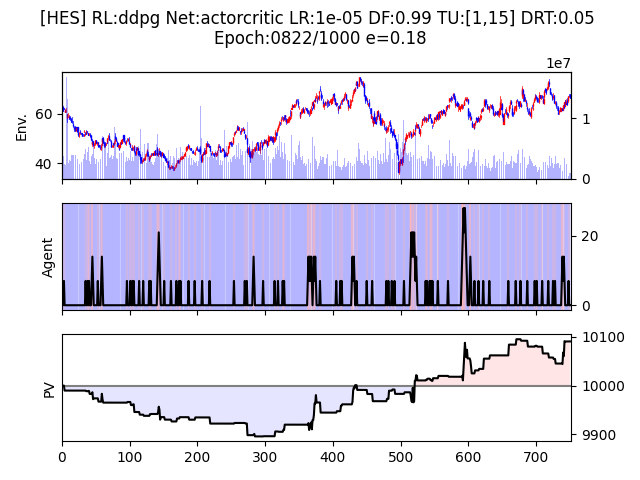 [HES] RL:ddpg Net:actorcritic LR:1e-05 DF:0.99 TU:[1,15] DRT:0.05
Epoch:0822/1000 e=0.18
1e7
Env.
60
40
1
0
Agent
20
0
PV
10100
10000
9900
0 100 200 300 400 500 600 700